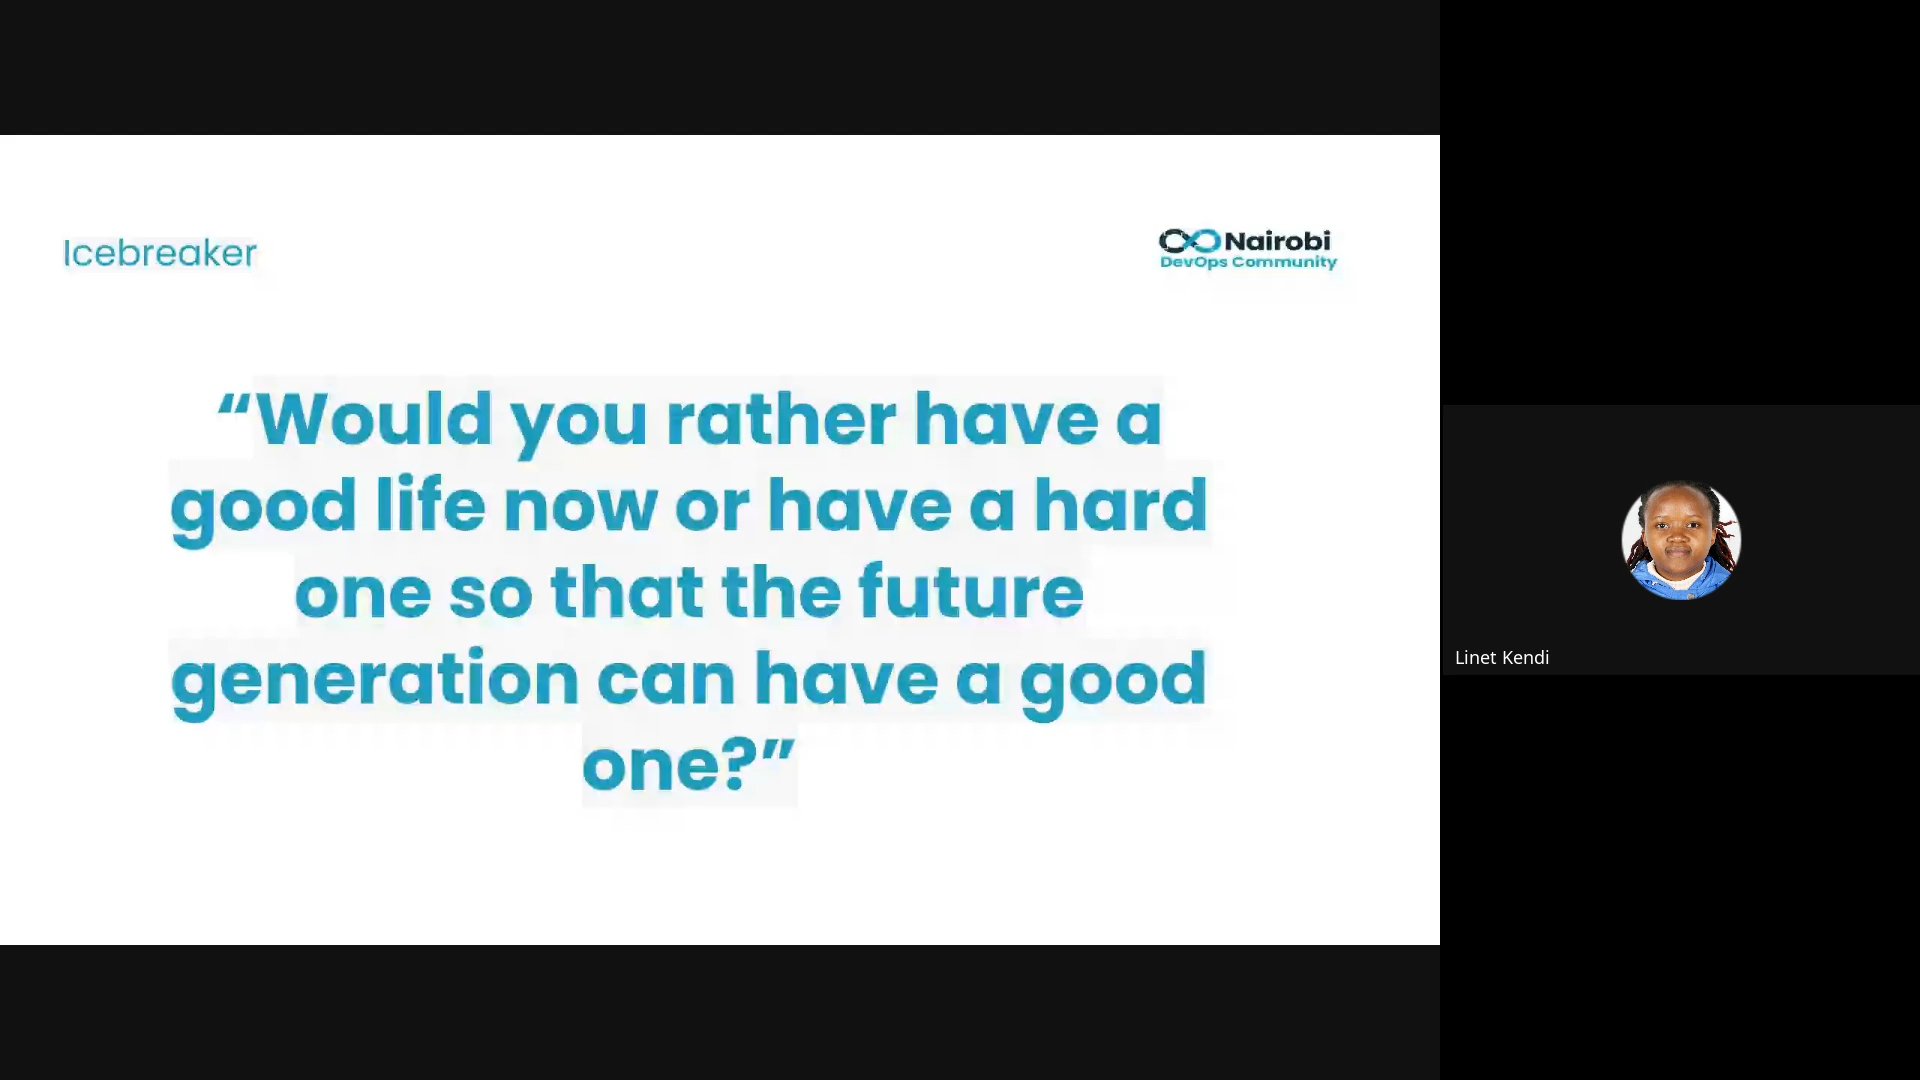 Icebreaker
Nairobi
DevOps Community
“Would you rather have a
good life now or have a hard
one so that the future
generation can have a good
one?”
Linet Kendi